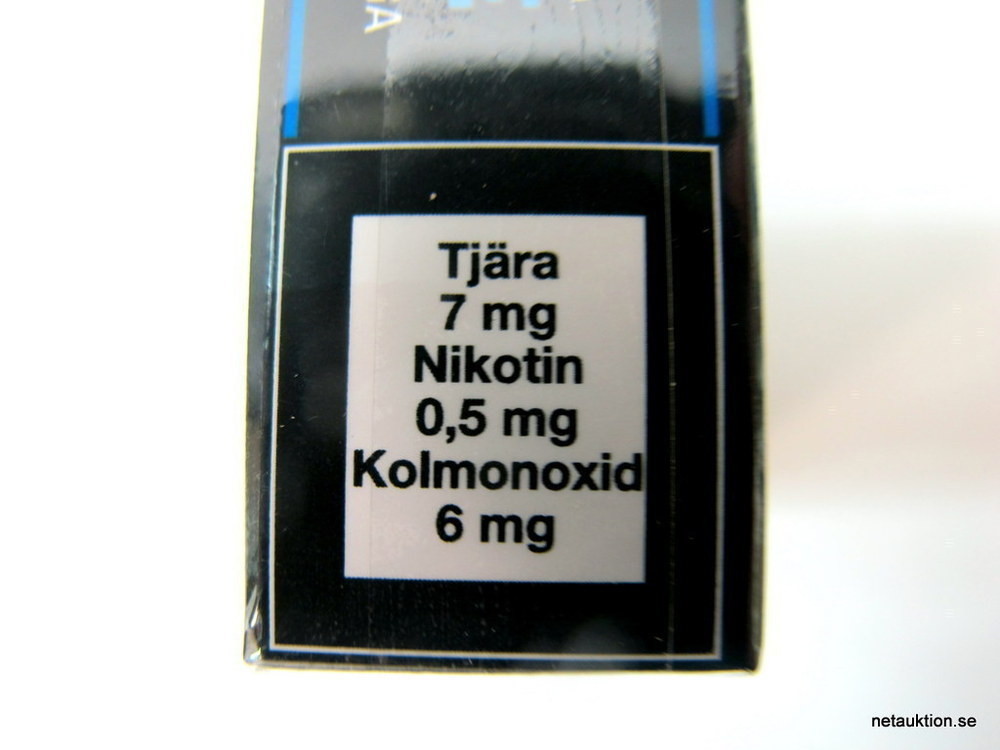 Tjära
7 mg
Nikotin
0,5 mg
Kolmonoxid
6 mg
netauktion.se